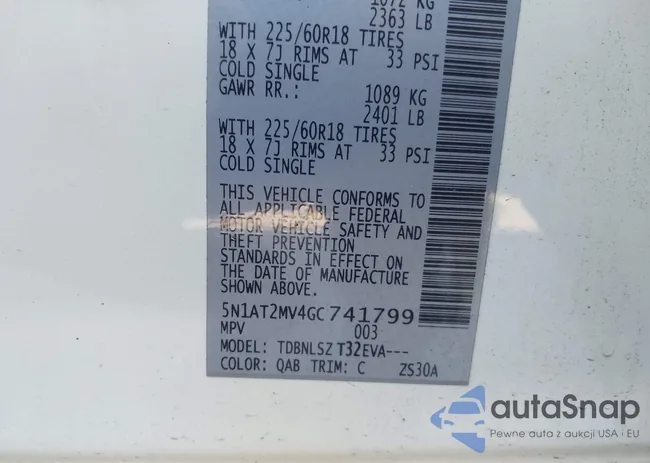 1072 KG
2363 LB
WITH 225/60R18 TIRES
18 X 7J RIMS AT 33 PSI
COLD SINGLE
GAWR RR.: 1089 KG
2401 LB
WITH 225/60R18 TIRES
18 X 7J RIMS AT 33 PSI
COLD SINGLE
THIS VEHICLE CONFORMS TO
ALL APPLICABLE FEDERAL
MOTOR VEHICLE SAFETY AND
THEFT PREVENTION
STANDARDS IN EFFECT ON
THE DATE OF MANUFACTURE
SHOWN ABOVE.
5N1AT2MV4GC741799
MPV 003
MODEL: TDBNLSZ T32EVA---
COLOR: QAB TRIM: C ZS30A
autaSnap
Pewne auta z aukcji USA i EU